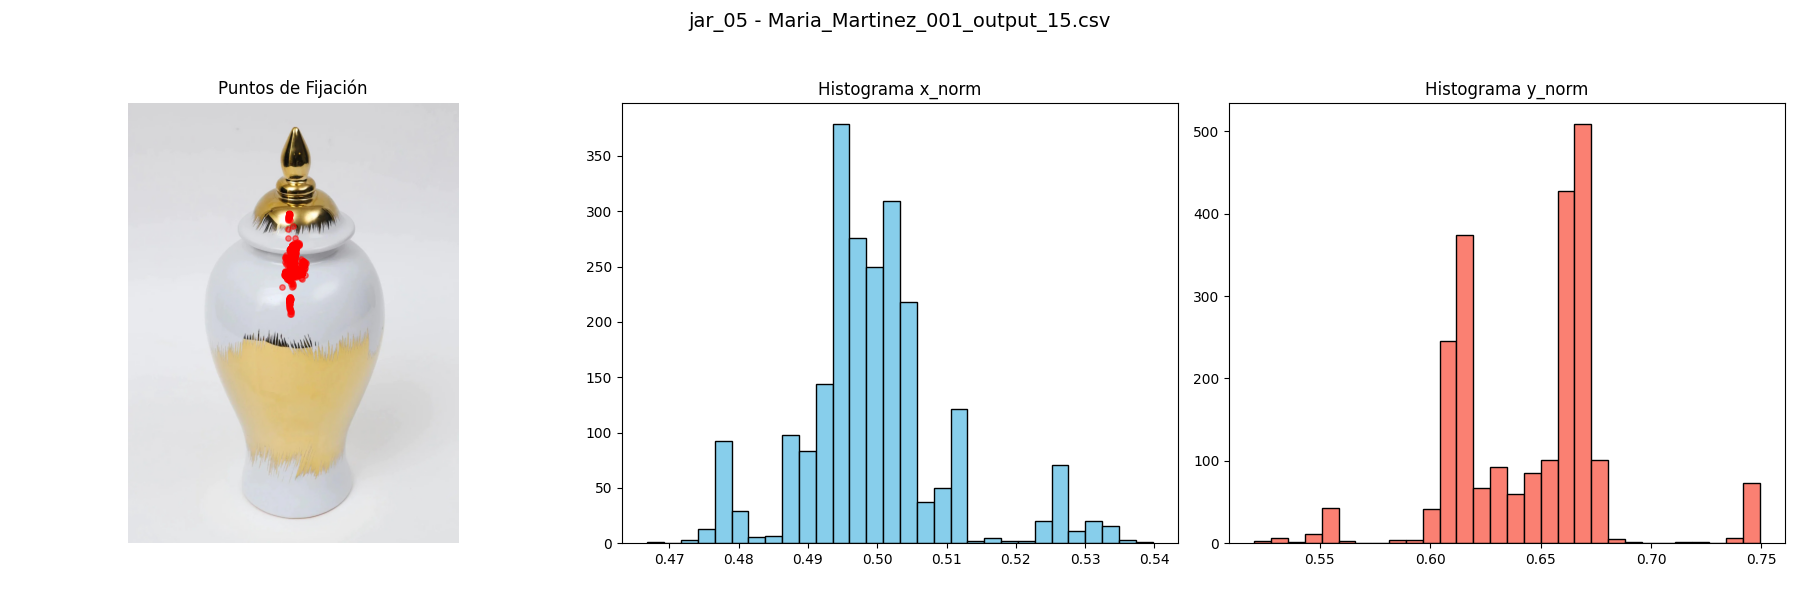 jar_05 - Maria_Martinez_001_output_15.csv
Puntos de Fijación
Histograma x_norm
350
300
250
200
150
100
50
0
0.47 0.48 0.49 0.50 0.51 0.52 0.53 0.54
Histograma y_norm
500
400
300
200
100
0
0.55 0.60 0.65 0.70 0.75